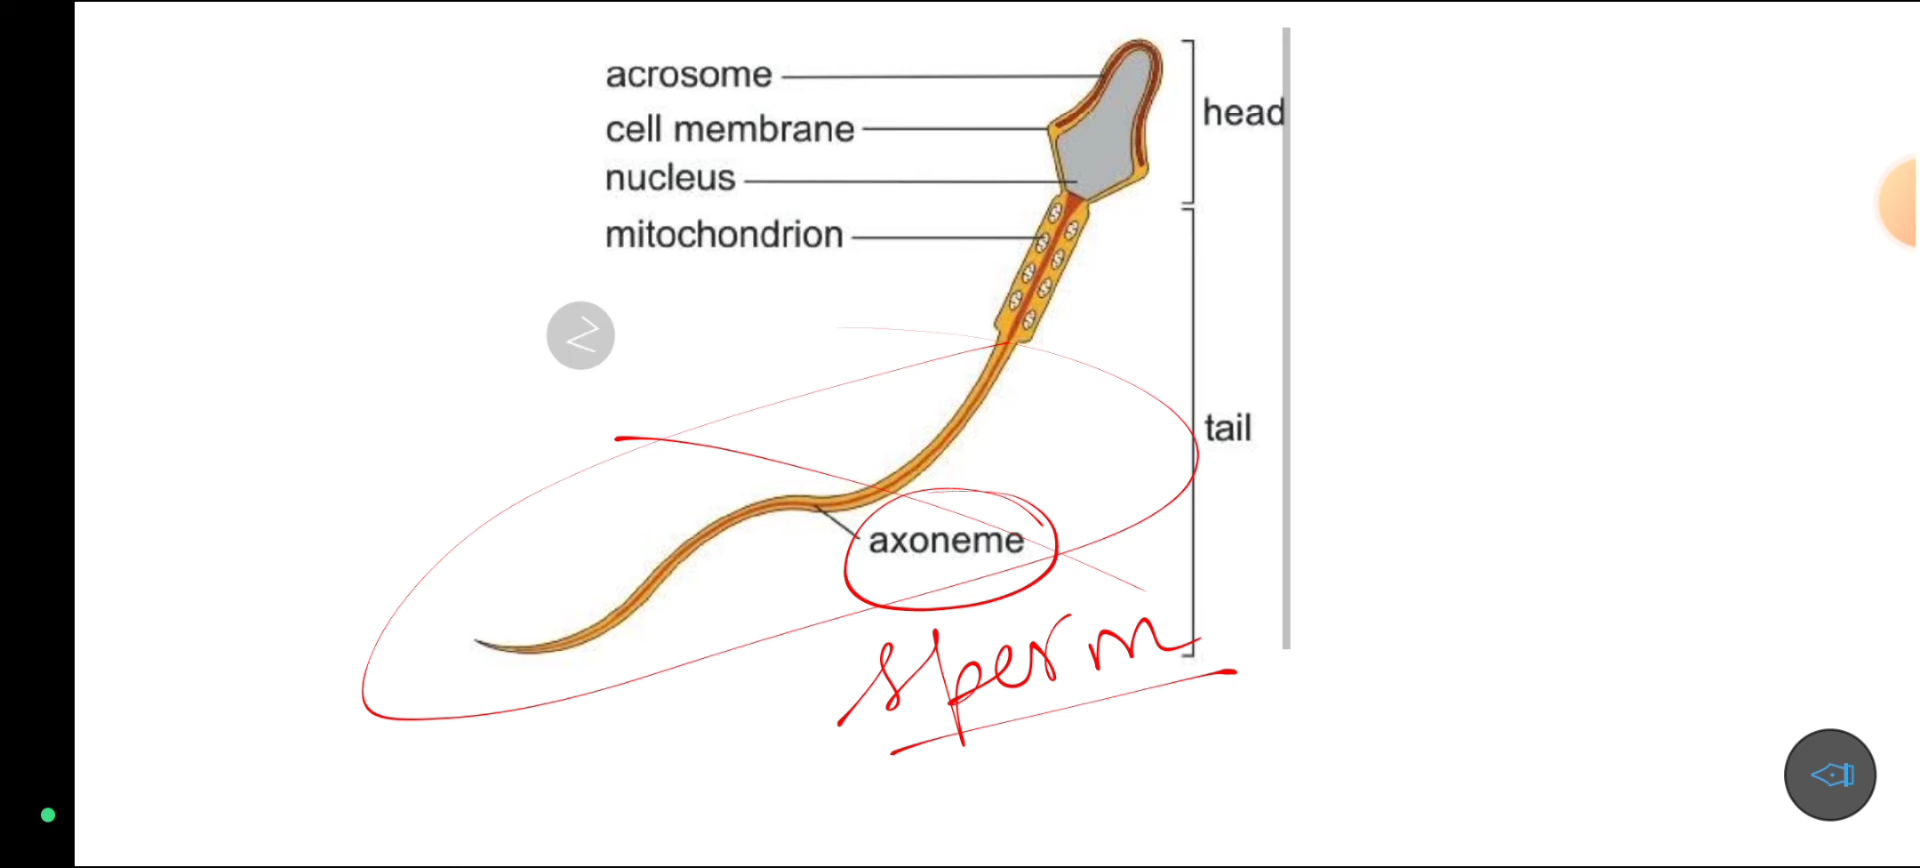 acrosome
head
cell membrane
nucleus
mitochondrion
tail
axoneme
sperm